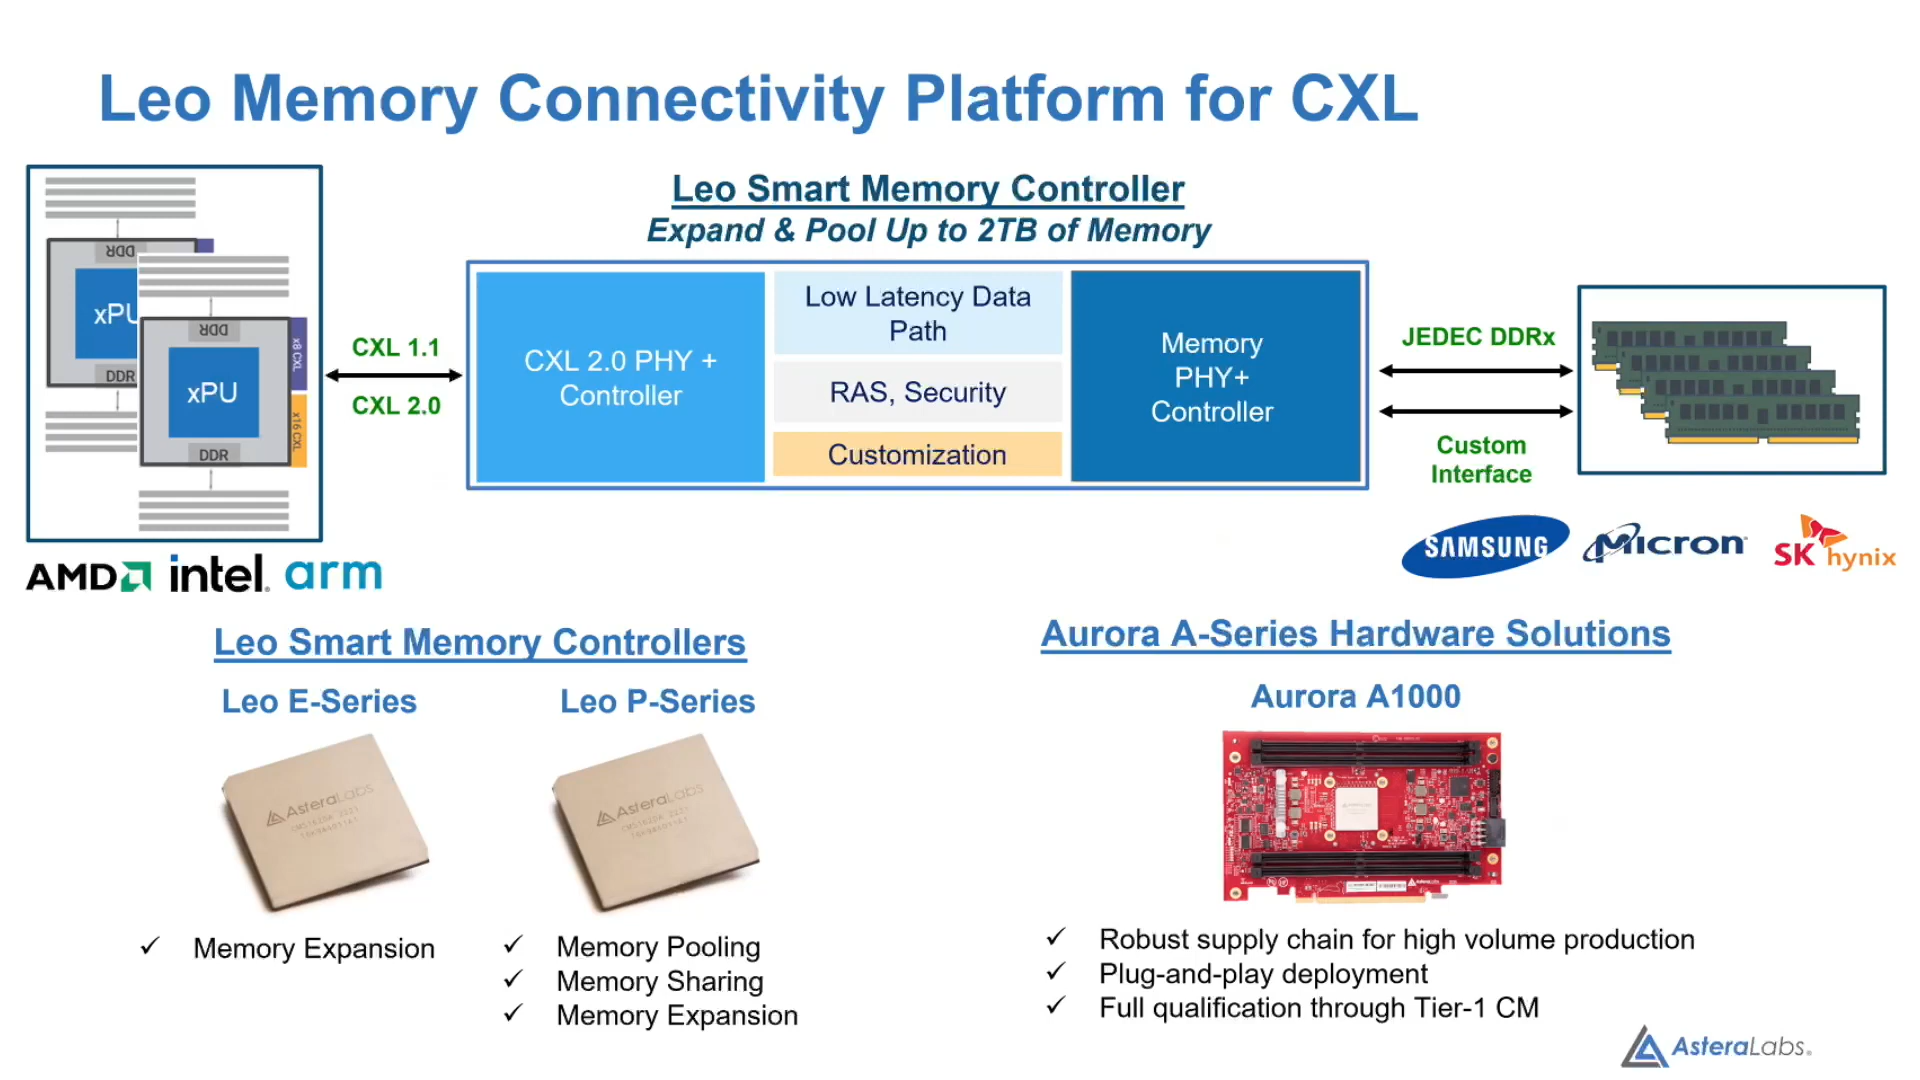 Leo Memory Connectivity Platform for CXL
Leo Smart Memory Controller
Expand & Pool Up to 2TB of Memory
DDR
xPU
DDR
DDR
xPU
DDR
x8 CXL
x16 CXL
CXL 1.1
CXL 2.0
CXL 2.0 PHY +
Controller
Low Latency Data
Path
RAS, Security
Customization
Memory
PHY+
Controller
JEDEC DDRx
Custom
Interface
AMD intel. arm
SAMSUNG Micron SK hynix
Leo Smart Memory Controllers
Leo E-Series
AsteraLabs
✓ Memory Expansion
Leo P-Series
AsteraLabs
✓ Memory Pooling
✓ Memory Sharing
✓ Memory Expansion
Aurora A-Series Hardware Solutions
Aurora A1000
✓ Robust supply chain for high volume production
✓ Plug-and-play deployment
✓ Full qualification through Tier-1 CM
AsteraLabs.